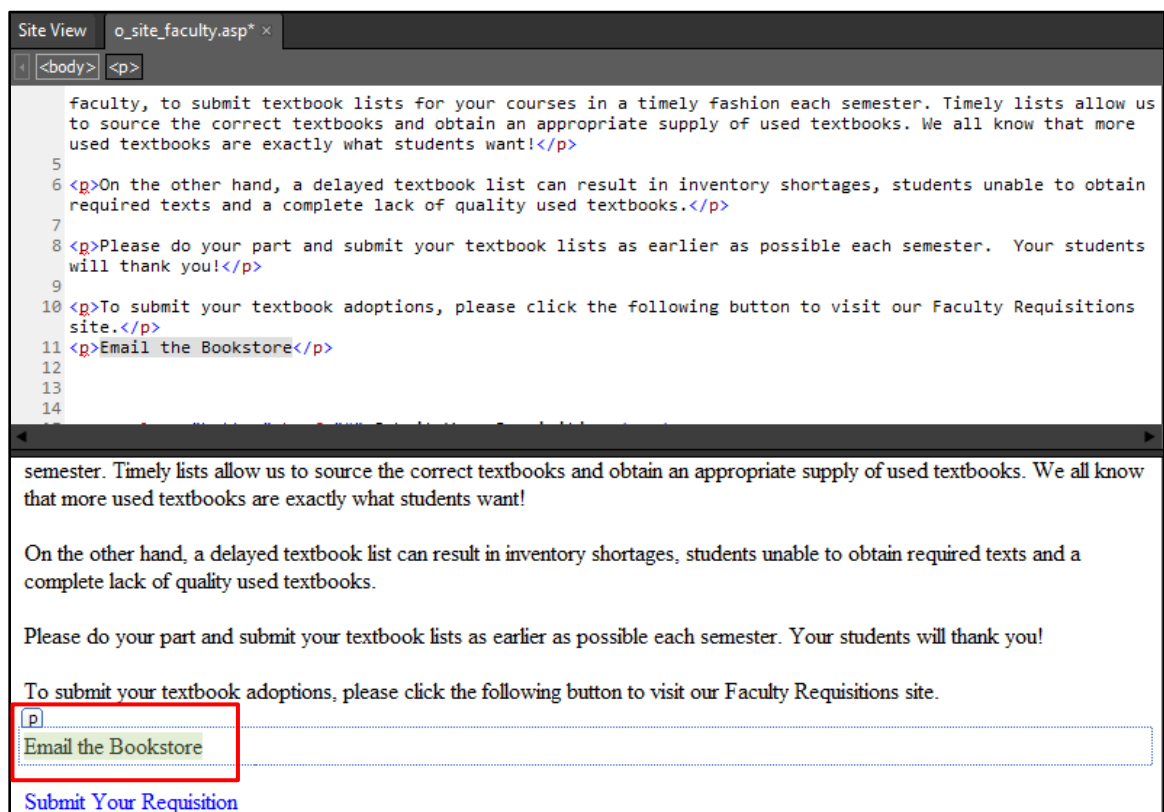 Site View o_site_faculty.asp* ×
<body> <p>
faculty, to submit textbook lists for your courses in a timely fashion each semester. Timely lists allow us
to source the correct textbooks and obtain an appropriate supply of used textbooks. We all know that more
used textbooks are exactly what students want!</p>
5
6 <p>On the other hand, a delayed textbook list can result in inventory shortages, students unable to obtain
required texts and a complete lack of quality used textbooks.</p>
7
8 <p>Please do your part and submit your textbook lists as earlier as possible each semester.  Your students
will thank you!</p>
9
10 <p>To submit your textbook adoptions, please click the following button to visit our Faculty Requisitions
site.</p>
11 <p>Email the Bookstore</p>
12
13
14
semester. Timely lists allow us to source the correct textbooks and obtain an appropriate supply of used textbooks. We all know
that more used textbooks are exactly what students want!
On the other hand, a delayed textbook list can result in inventory shortages, students unable to obtain required texts and a
complete lack of quality used textbooks.
Please do your part and submit your textbook lists as earlier as possible each semester. Your students will thank you!
To submit your textbook adoptions, please click the following button to visit our Faculty Requisitions site.
p
Email the Bookstore
Submit Your Requisition